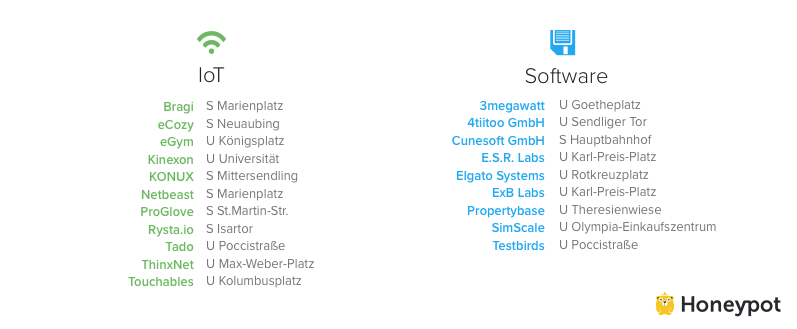 IoT
Bragi S Marienplatz
eCozy S Neuaubing
eGym U Königsplatz
Kinexon U Universität
KONUX S Mittersendling
Netbeast S Marienplatz
ProGlove S St.Martin-Str.
Rysta.io S Isartor
Tado U Poccistraße
ThinxNet U Max-Weber-Platz
Touchables U Kolumbusplatz
Software
3megawatt U Goetheplatz
4tiitoo GmbH U Sendliger Tor
Cunesoft GmbH S Hauptbahnhof
E.S.R. Labs U Karl-Preis-Platz
Elgato Systems U Rotkreuzplatz
ExB Labs U Karl-Preis-Platz
Propertybase U Theresienwiese
SimScale U Olympia-Einkaufszentrum
Testbirds U Poccistraße
Honeypot